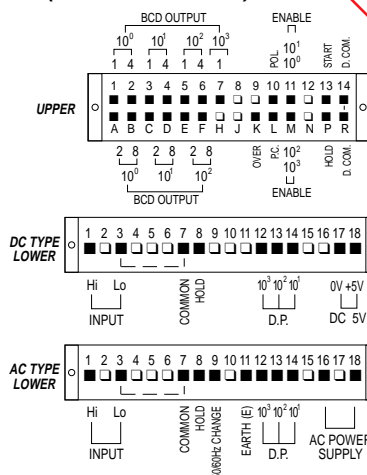 BCD OUTPUT
ENABLE
10⁰ 10¹ 10² 10³
1 4 1 4 1 4 1
POL. 10¹ 10⁰ START D. COM.
1 2 3 4 5 6 7 8 9 10 11 12 13 14
UPPER
A B C D E F H J K L M N P R
2 8 2 8 2 8
10⁰ 10¹ 10²
BCD OUTPUT
OVER P.C. 10² 10³ HOLD D. COM.
ENABLE
DC TYPE LOWER
1 2 3 4 5 6 7 8 9 10 11 12 13 14 15 16 17 18
Hi Lo
INPUT
COMMON
HOLD
10³ 10² 10¹
D.P.
0V +5V
DC 5V
AC TYPE LOWER
1 2 3 4 5 6 7 8 9 10 11 12 13 14 15 16 17 18
Hi Lo
INPUT
COMMON
HOLD
0/60Hz CHANGE
EARTH (E)
10³ 10² 10¹
D.P.
AC POWER SUPPLY